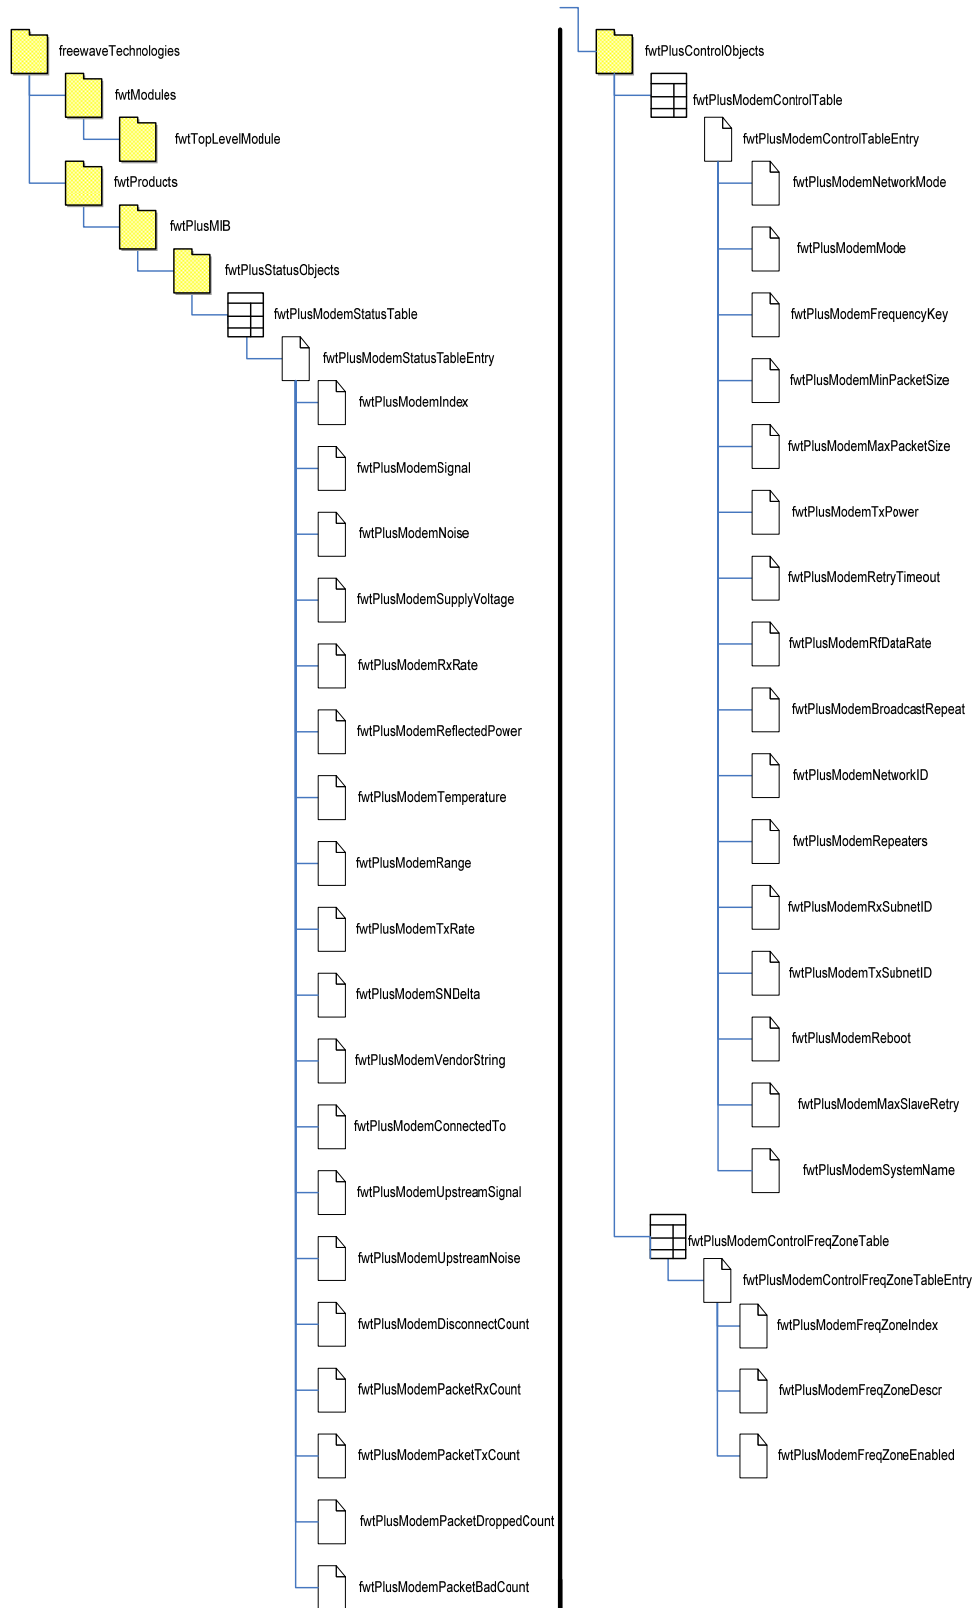 freewaveTechnologies
fwtModules
fwtTopLevelModule
fwtProducts
fwtPlusMIB
fwtPlusStatusObjects
fwtPlusModemStatusTable
fwtPlusModemStatusTableEntry
fwtPlusModemIndex
fwtPlusModemSignal
fwtPlusModemNoise
fwtPlusModemSupplyVoltage
fwtPlusModemRxRate
fwtPlusModemReflectedPower
fwtPlusModemTemperature
fwtPlusModemRange
fwtPlusModemTxRate
fwtPlusModemSNDelta
fwtPlusModemVendorString
fwtPlusModemConnectedTo
fwtPlusModemUpstreamSignal
fwtPlusModemUpstreamNoise
fwtPlusModemDisconnectCount
fwtPlusModemPacketRxCount
fwtPlusModemPacketTxCount
fwtPlusModemPacketDroppedCount
fwtPlusModemPacketBadCount
fwtPlusControlObjects
fwtPlusModemControlTable
fwtPlusModemControlTableEntry
fwtPlusModemNetworkMode
fwtPlusModemMode
fwtPlusModemFrequencyKey
fwtPlusModemMinPacketSize
fwtPlusModemMaxPacketSize
fwtPlusModemTxPower
fwtPlusModemRetryTimeout
fwtPlusModemRfDataRate
fwtPlusModemBroadcastRepeat
fwtPlusModemNetworkID
fwtPlusModemRepeaters
fwtPlusModemRxSubnetID
fwtPlusModemTxSubnetID
fwtPlusModemReboot
fwtPlusModemMaxSlaveRetry
fwtPlusModemSystemName
fwtPlusModemControlFreqZoneTable
fwtPlusModemControlFreqZoneTableEntry
fwtPlusModemFreqZoneIndex
fwtPlusModemFreqZoneDescr
fwtPlusModemFreqZoneEnabled